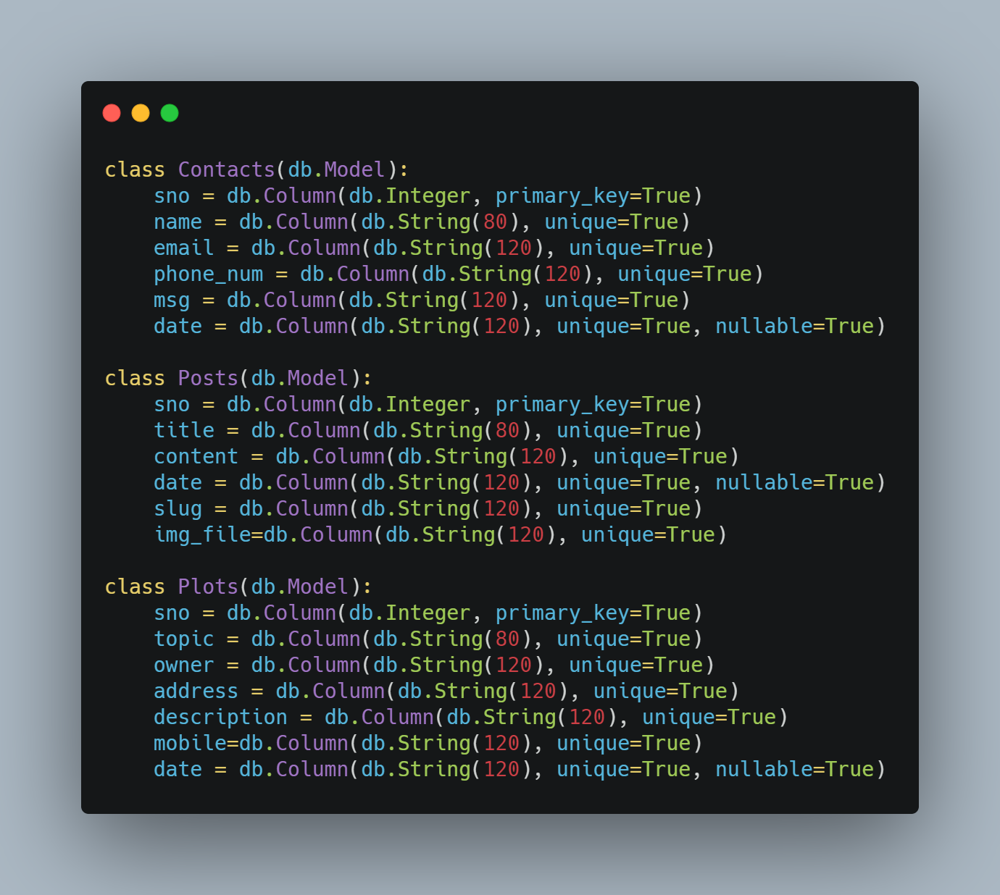 class Contacts(db.Model):
    sno = db.Column(db.Integer, primary_key=True)
    name = db.Column(db.String(80), unique=True)
    email = db.Column(db.String(120), unique=True)
    phone_num = db.Column(db.String(120), unique=True)
    msg = db.Column(db.String(120), unique=True)
    date = db.Column(db.String(120), unique=True, nullable=True)

class Posts(db.Model):
    sno = db.Column(db.Integer, primary_key=True)
    title = db.Column(db.String(80), unique=True)
    content = db.Column(db.String(120), unique=True)
    date = db.Column(db.String(120), unique=True, nullable=True)
    slug = db.Column(db.String(120), unique=True)
    img_file=db.Column(db.String(120), unique=True)

class Plots(db.Model):
    sno = db.Column(db.Integer, primary_key=True)
    topic = db.Column(db.String(80), unique=True)
    owner = db.Column(db.String(120), unique=True)
    address = db.Column(db.String(120), unique=True)
    description = db.Column(db.String(120), unique=True)
    mobile=db.Column(db.String(120), unique=True)
    date = db.Column(db.String(120), unique=True, nullable=True)